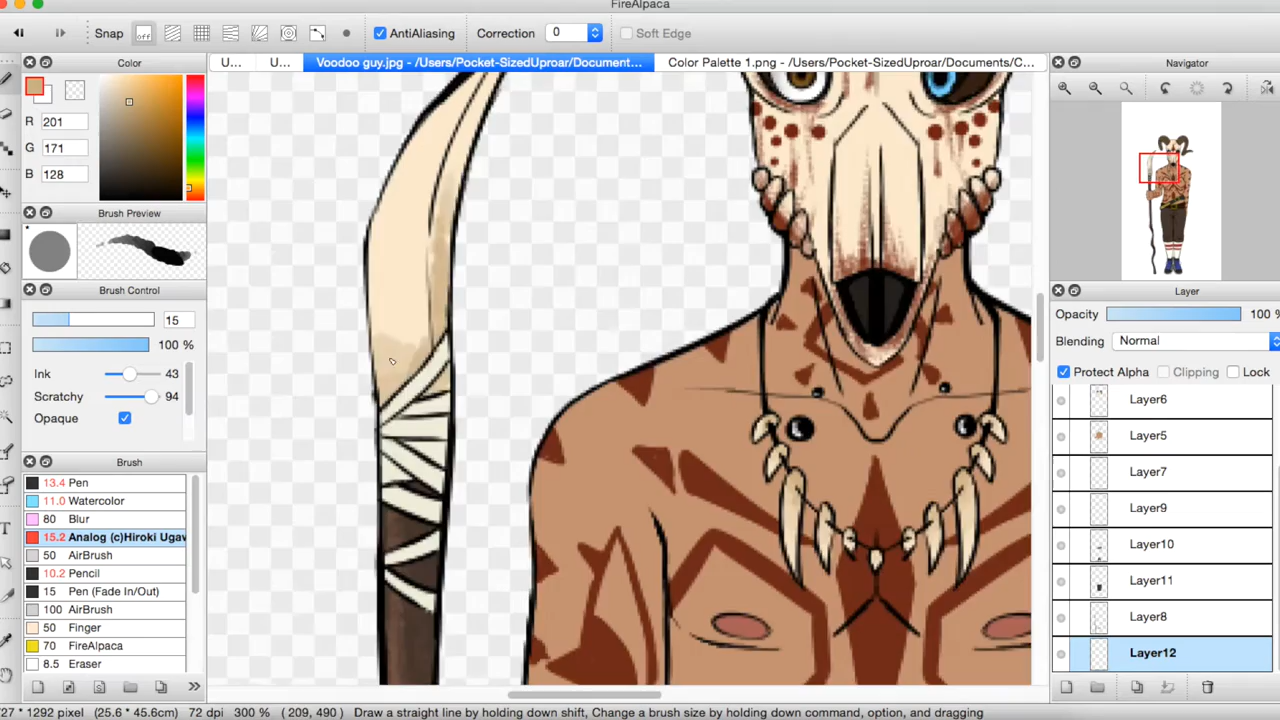 FireAlpaca
Snap off AntiAliasing Correction 0 Soft Edge
U... U... Voodoo guy.jpg - /Users/Pocket-SizedUproar/Document... Color Palette 1.png - /Users/Pocket-SizedUproar/Documents/C...
Color
R 201
G 171
B 128
Brush Preview
Brush Control
15
100 %
Ink 43
Scratchy 94
Opaque
Brush
13.4 Pen
11.0 Watercolor
80 Blur
15.2 Analog (c)Hiroki Ugaw
50 AirBrush
10.2 Pencil
15 Pen (Fade In/Out)
100 AirBrush
50 Finger
70 FireAlpaca
8.5 Eraser
Navigator
Layer
Opacity 100 %
Blending Normal
Protect Alpha Clipping Lock
Layer6
Layer5
Layer7
Layer9
Layer10
Layer11
Layer8
Layer12
727 * 1292 pixel (25.6 * 45.6cm) 72 dpi 300 % (209, 490) Draw a straight line by holding down shift, Change a brush size by holding down command, option, and dragging